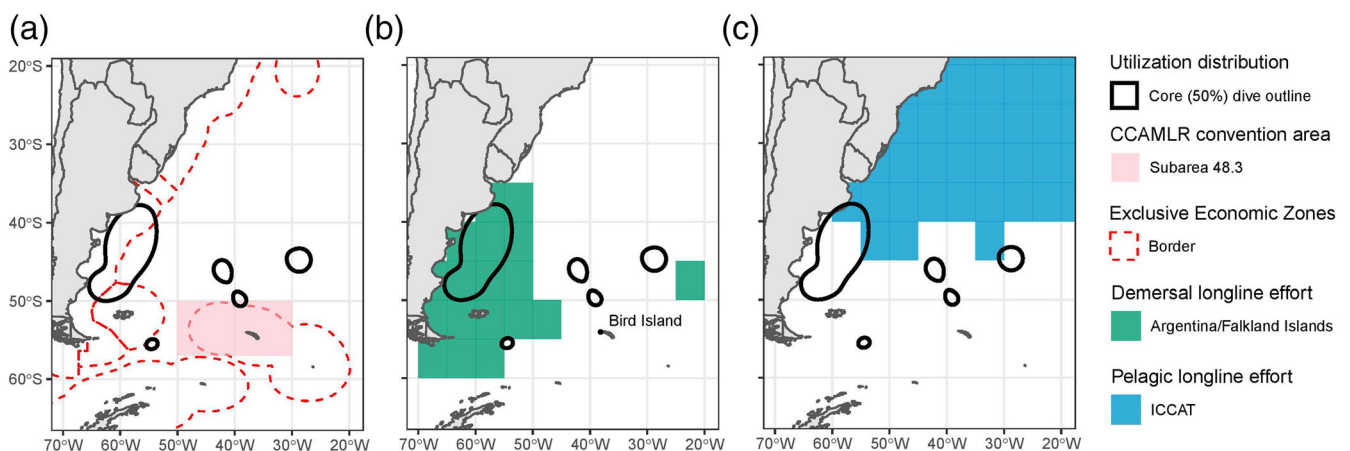 (a)
(b)
(c)
20°S
30°S
40°S
50°S
60°S
70°W
60°W
50°W
40°W
30°W
20°W
Bird Island
70°W
60°W
50°W
40°W
30°W
20°W
70°W
60°W
50°W
40°W
30°W
20°W
Utilization distribution
Core (50%) dive outline
CCAMLR convention area
Subarea 48.3
Exclusive Economic Zones
Border
Demersal longline effort
Argentina/Falkland Islands
Pelagic longline effort
ICCAT